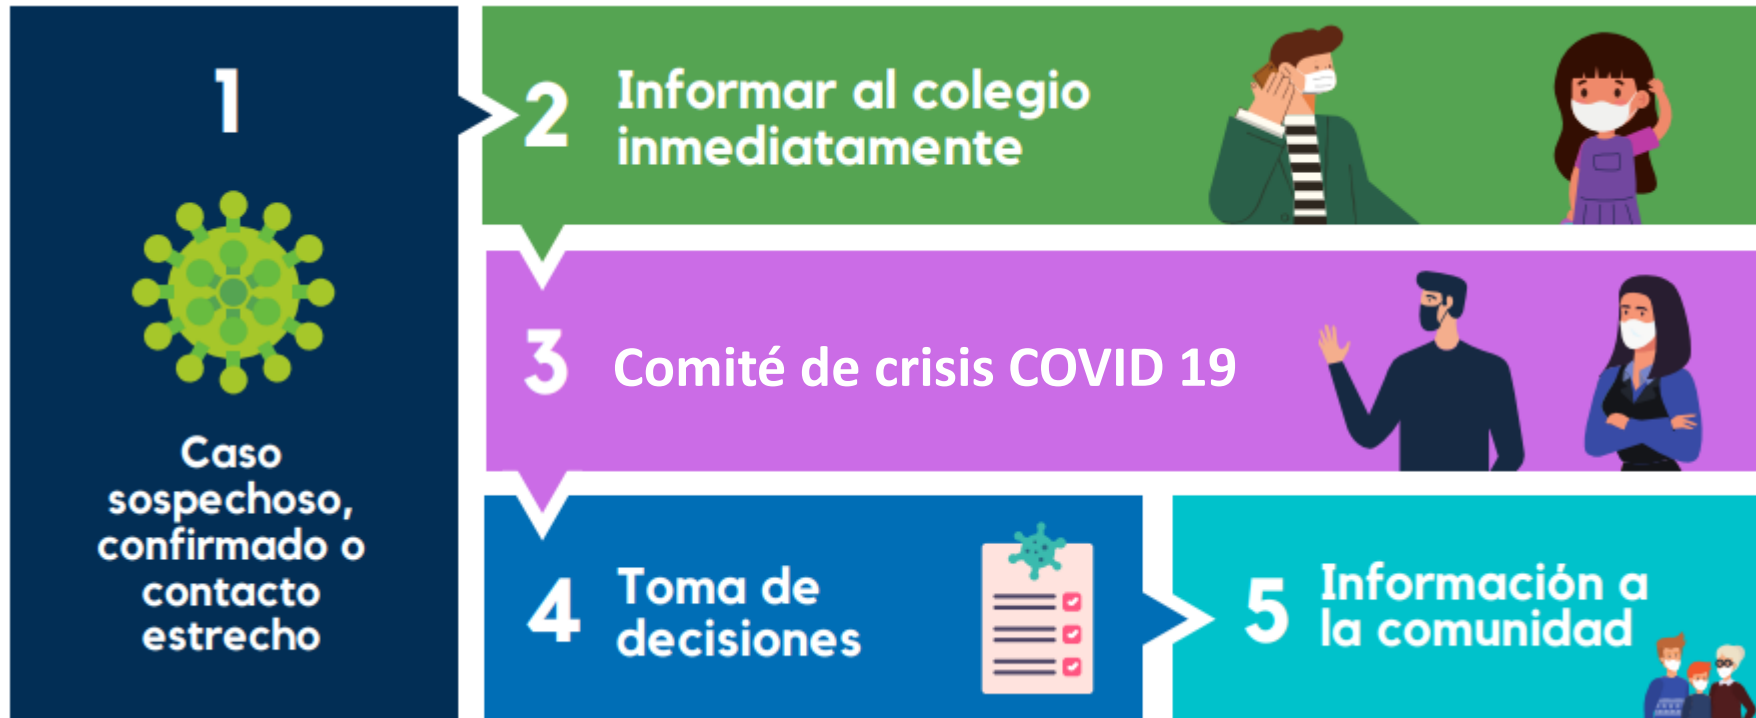 1
Caso
sospechoso,
confirmado o
contacto
estrecho
2
Informar al colegio
inmediatamente
3
Comité de crisis COVID 19
4
Toma de
decisiones
5
Información a
la comunidad